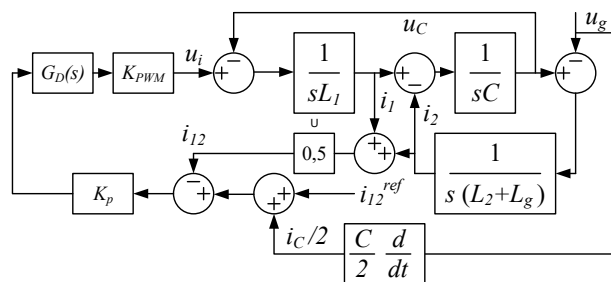 u_g
u_C
G_D(s) K_PWM u_i + − 1/sL_1 + − 1/sC + −
i_1 i_2
∪
i_12 0,5 + + 1/s (L_2+L_g)
K_p − + + + i_12^ref
i_C/2 C/2 d/dt